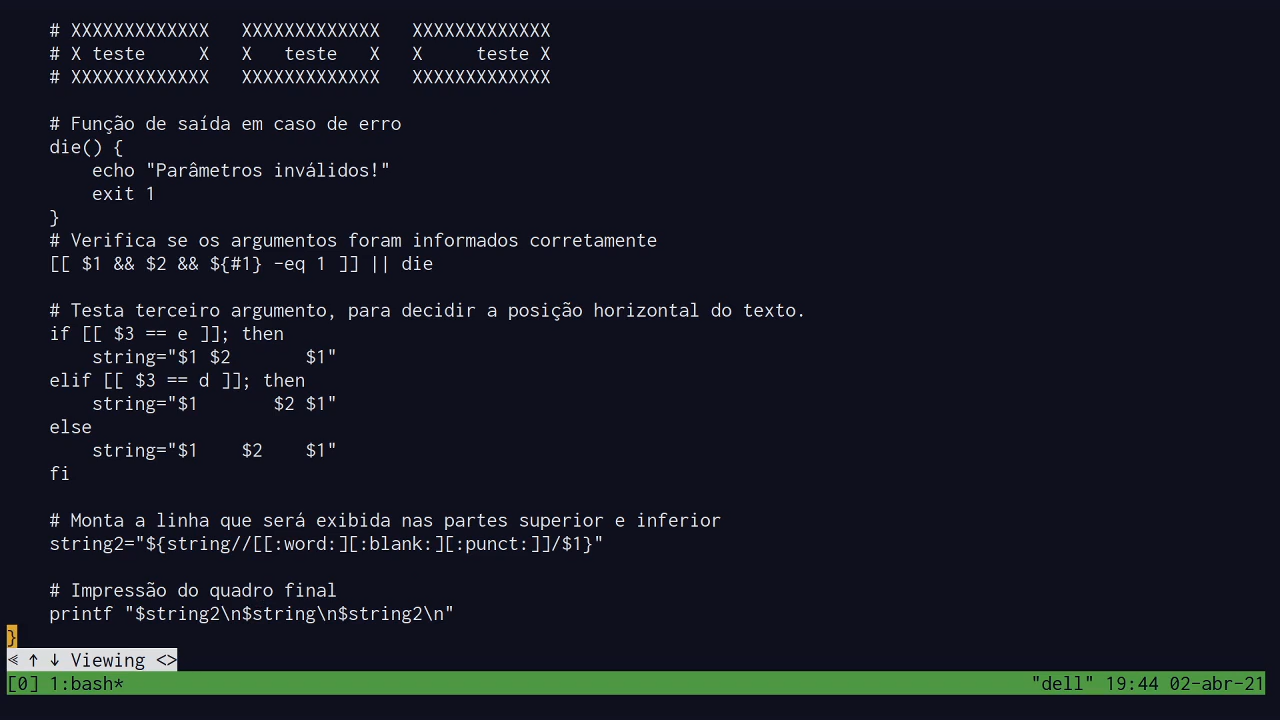 # XXXXXXXXXXXXX   XXXXXXXXXXXXX   XXXXXXXXXXXXX
# X teste     X   X   teste   X   X     teste X
# XXXXXXXXXXXXX   XXXXXXXXXXXXX   XXXXXXXXXXXXX
# Função de saída em caso de erro
die() {
    echo "Parâmetros inválidos!"
    exit 1
}
# Verifica se os argumentos foram informados corretamente
[[ $1 && $2 && ${#1} -eq 1 ]] || die
# Testa terceiro argumento, para decidir a posição horizontal do texto.
if [[ $3 == e ]]; then
    string="$1 $2       $1"
elif [[ $3 == d ]]; then
    string="$1       $2 $1"
else
    string="$1    $2    $1"
fi
# Monta a linha que será exibida nas partes superior e inferior
string2="${string//[[:word:][:blank:][:punct:]]/$1}"
# Impressão do quadro final
printf "$string2\n$string\n$string2\n"
}
⪡ ↑ ↓ Viewing <>
[0] 1:bash* "dell" 19:44 02-abr-21